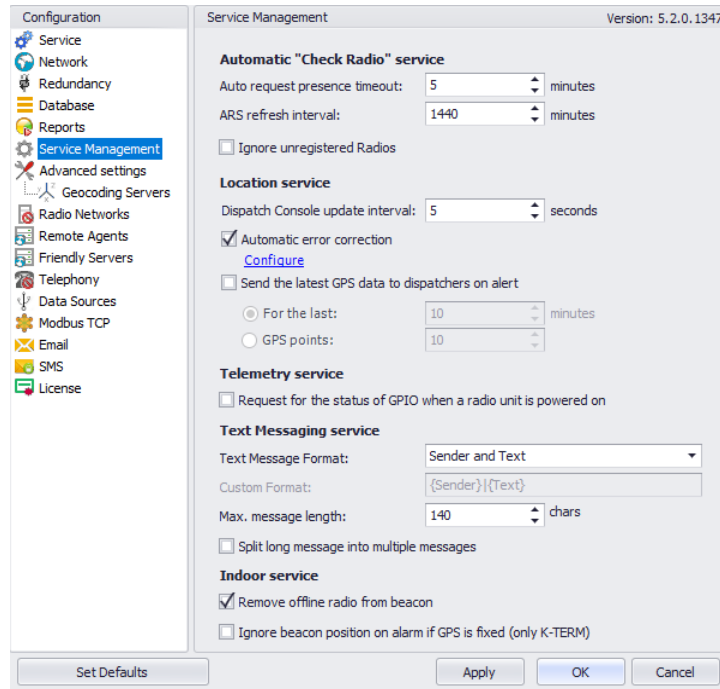 Configuration
Service
Network
Redundancy
Database
Reports
Service Management
Advanced settings
Geocoding Servers
Radio Networks
Remote Agents
Friendly Servers
Telephony
Data Sources
Modbus TCP
Email
SMS
License
Service Management Version: 5.2.0.1347
Automatic "Check Radio" service
Auto request presence timeout: 5 minutes
ARS refresh interval: 1440 minutes
Ignore unregistered Radios
Location service
Dispatch Console update interval: 5 seconds
Automatic error correction
Configure
Send the latest GPS data to dispatchers on alert
For the last: 10 minutes
GPS points: 10
Telemetry service
Request for the status of GPIO when a radio unit is powered on
Text Messaging service
Text Message Format: Sender and Text
Custom Format: {Sender}|{Text}
Max. message length: 140 chars
Split long message into multiple messages
Indoor service
Remove offline radio from beacon
Ignore beacon position on alarm if GPS is fixed (only K-TERM)
Set Defaults Apply OK Cancel